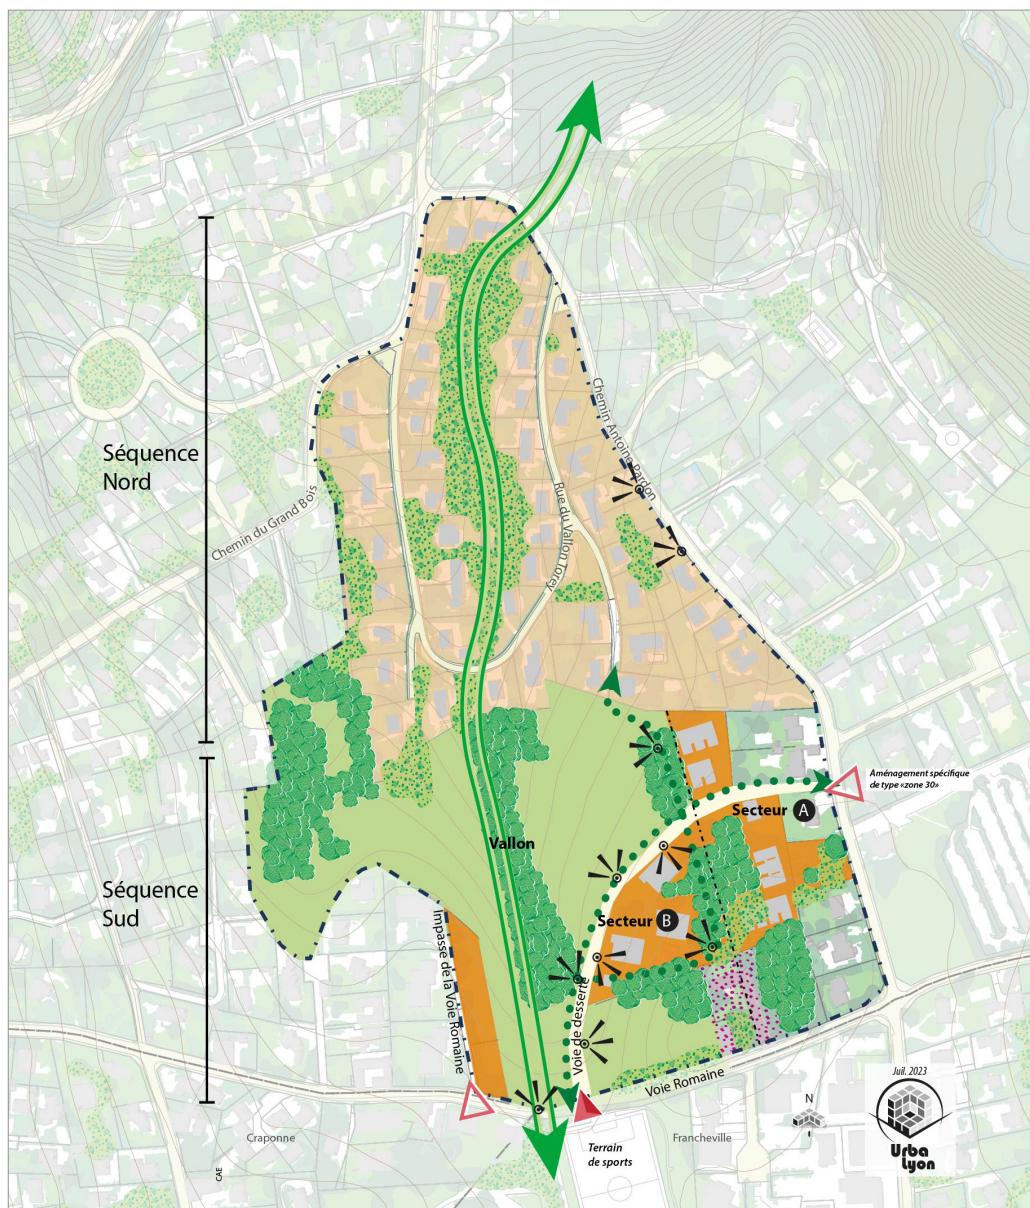 Séquence
Nord
Chemin du Grand Bois
Chemin Antoine Pardon
Rue du Vallon Torey
Aménagement spécifique
de type «zone 30»
Secteur A
Vallon
Séquence
Sud
Secteur B
Impasse de la Voie Romaine
Voie de desserte
Voie Romaine
Juil. 2023
N
Craponne
Francheville
Terrain
de sports
CAE
Urba
Lyon